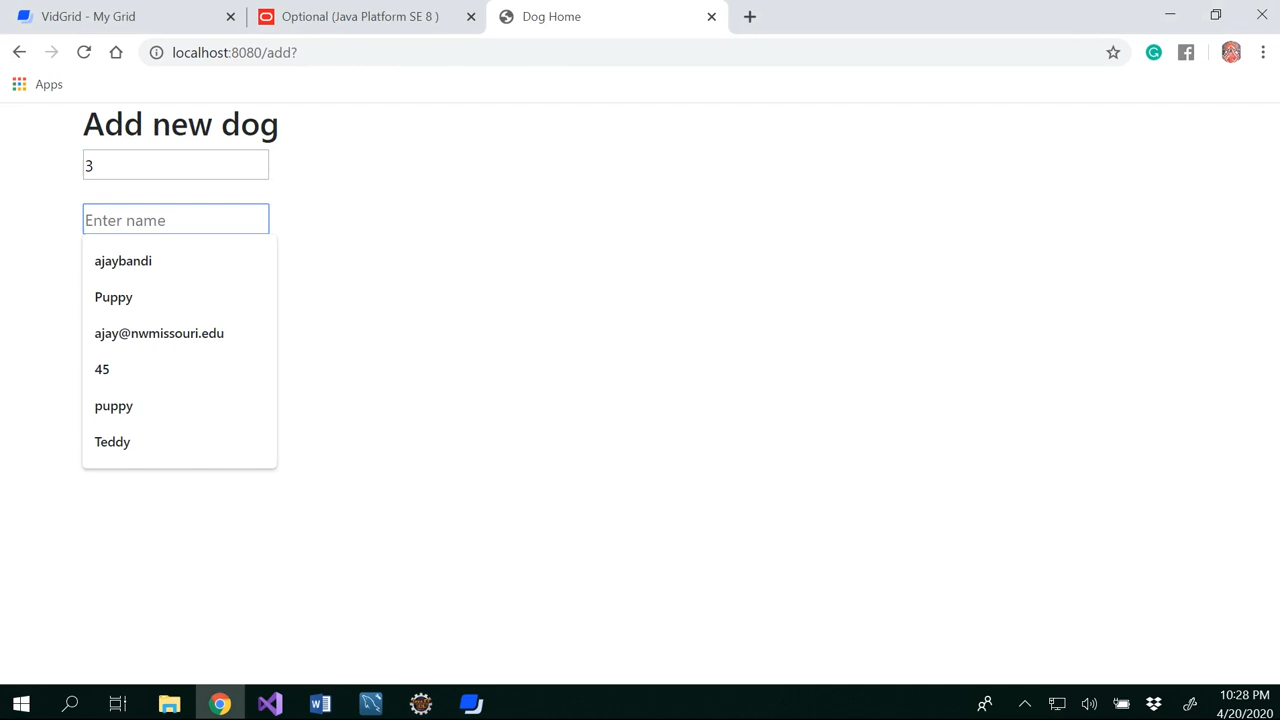 VidGrid - My Grid
Optional (Java Platform SE 8 )
Dog Home
localhost:8080/add?
Apps
Add new dog
3
Enter name
ajaybandi
Puppy
ajay@nwmissouri.edu
45
puppy
Teddy
10:28 PM
4/20/2020